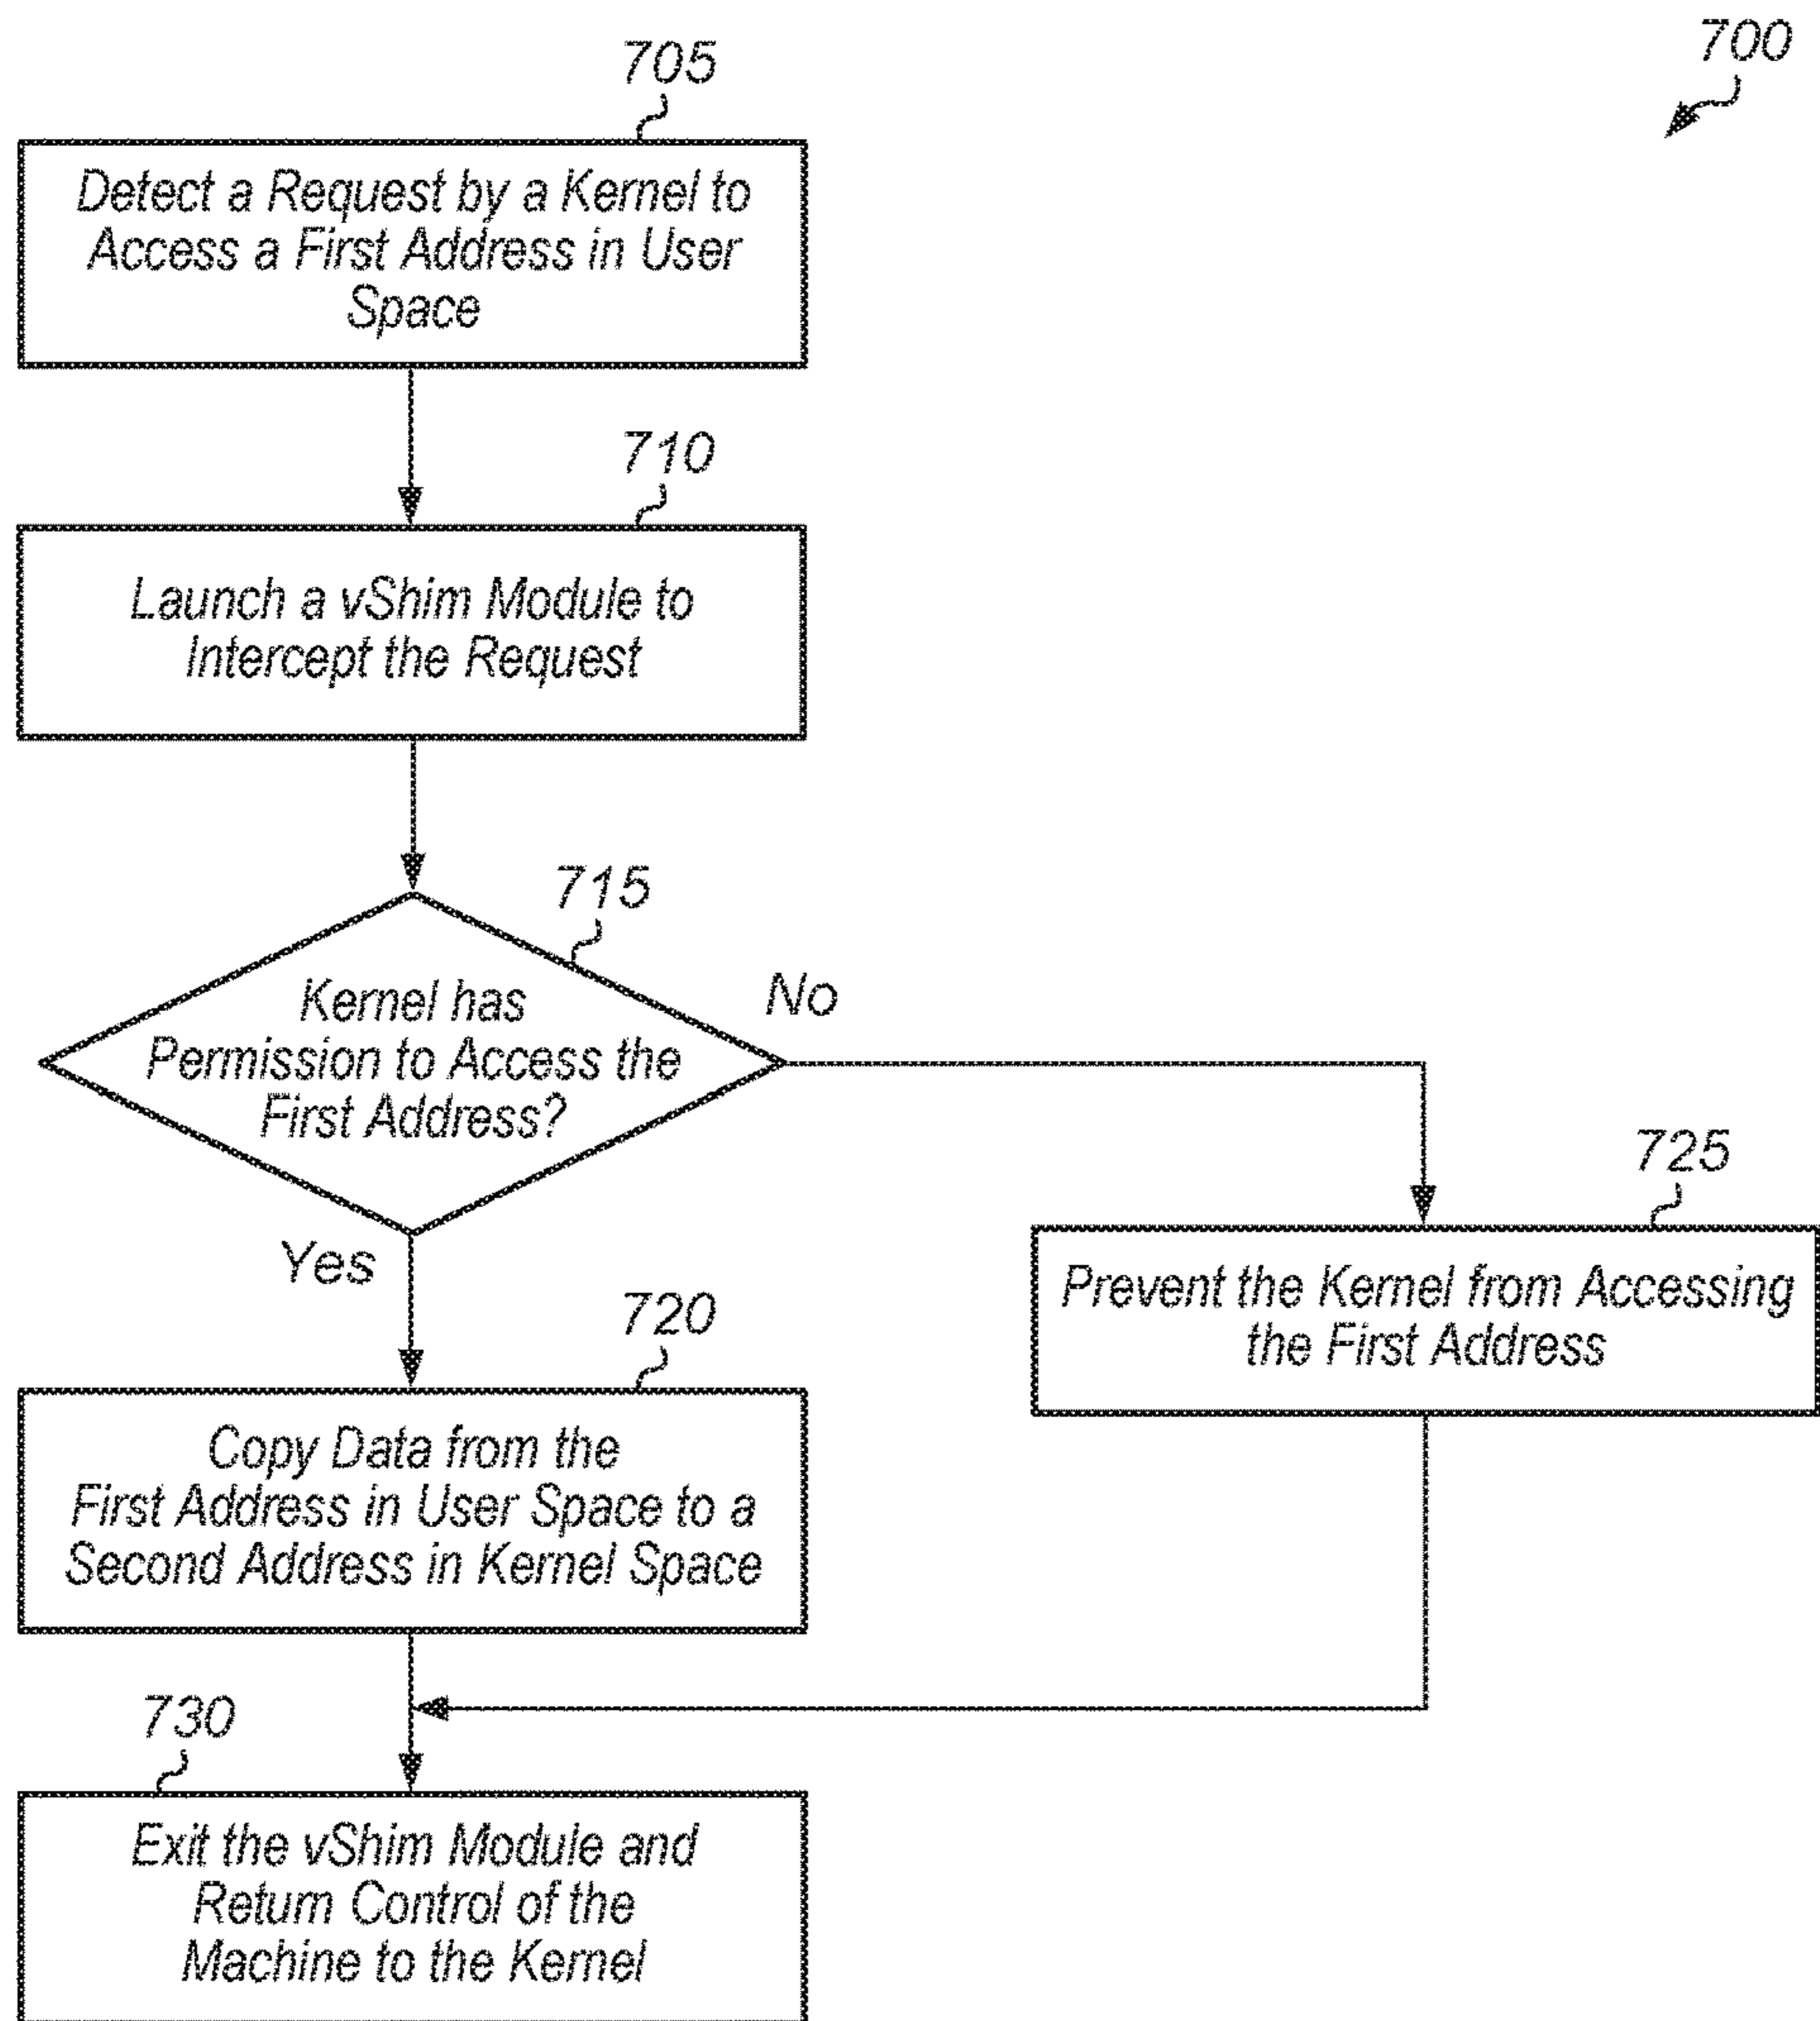 700
705
Detect a Request by a Kernel to
Access a First Address in User
Space
710
Launch a vShim Module to
Intercept the Request
715
Kernel has
Permission to Access the
First Address?
No
Yes
725
Prevent the Kernel from Accessing
the First Address
720
Copy Data from the
First Address in User Space to a
Second Address in Kernel Space
730
Exit the vShim Module and
Return Control of the
Machine to the Kernel